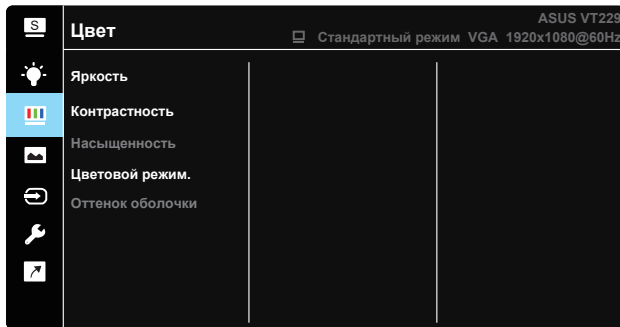 S
Цвет
ASUS VT229
Стандартный режим VGA 1920x1080@60Hz
Яркость
Контрастность
Насыщенность
Цветовой режим.
Оттенок оболочки